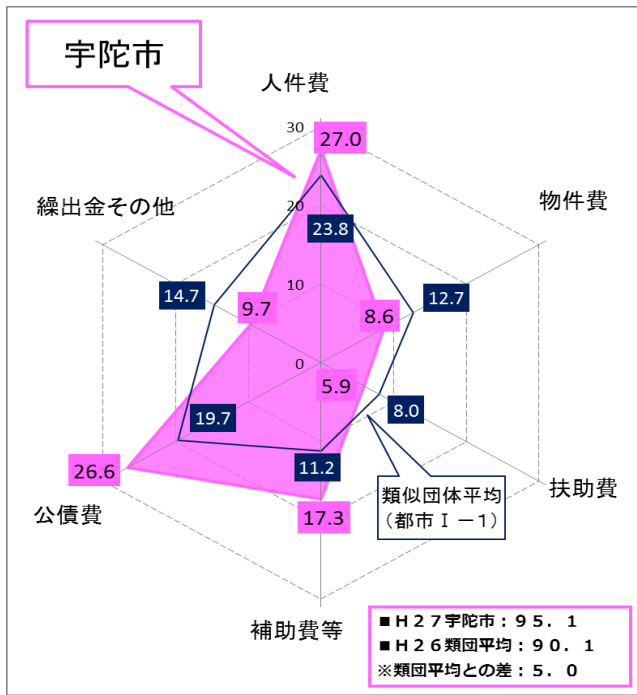 宇陀市
人件費
30
27.0
繰出金その他
物件費
20
23.8
14.7
12.7
10
9.7
8.6
0
5.9
8.0
19.7
26.6
11.2
類似団体平均
（都市Ⅰ－１）
扶助費
公債費
17.3
補助費等
■Ｈ２７宇陀市：９５．１
■Ｈ２６類団平均：９０．１
※類団平均との差：５．０